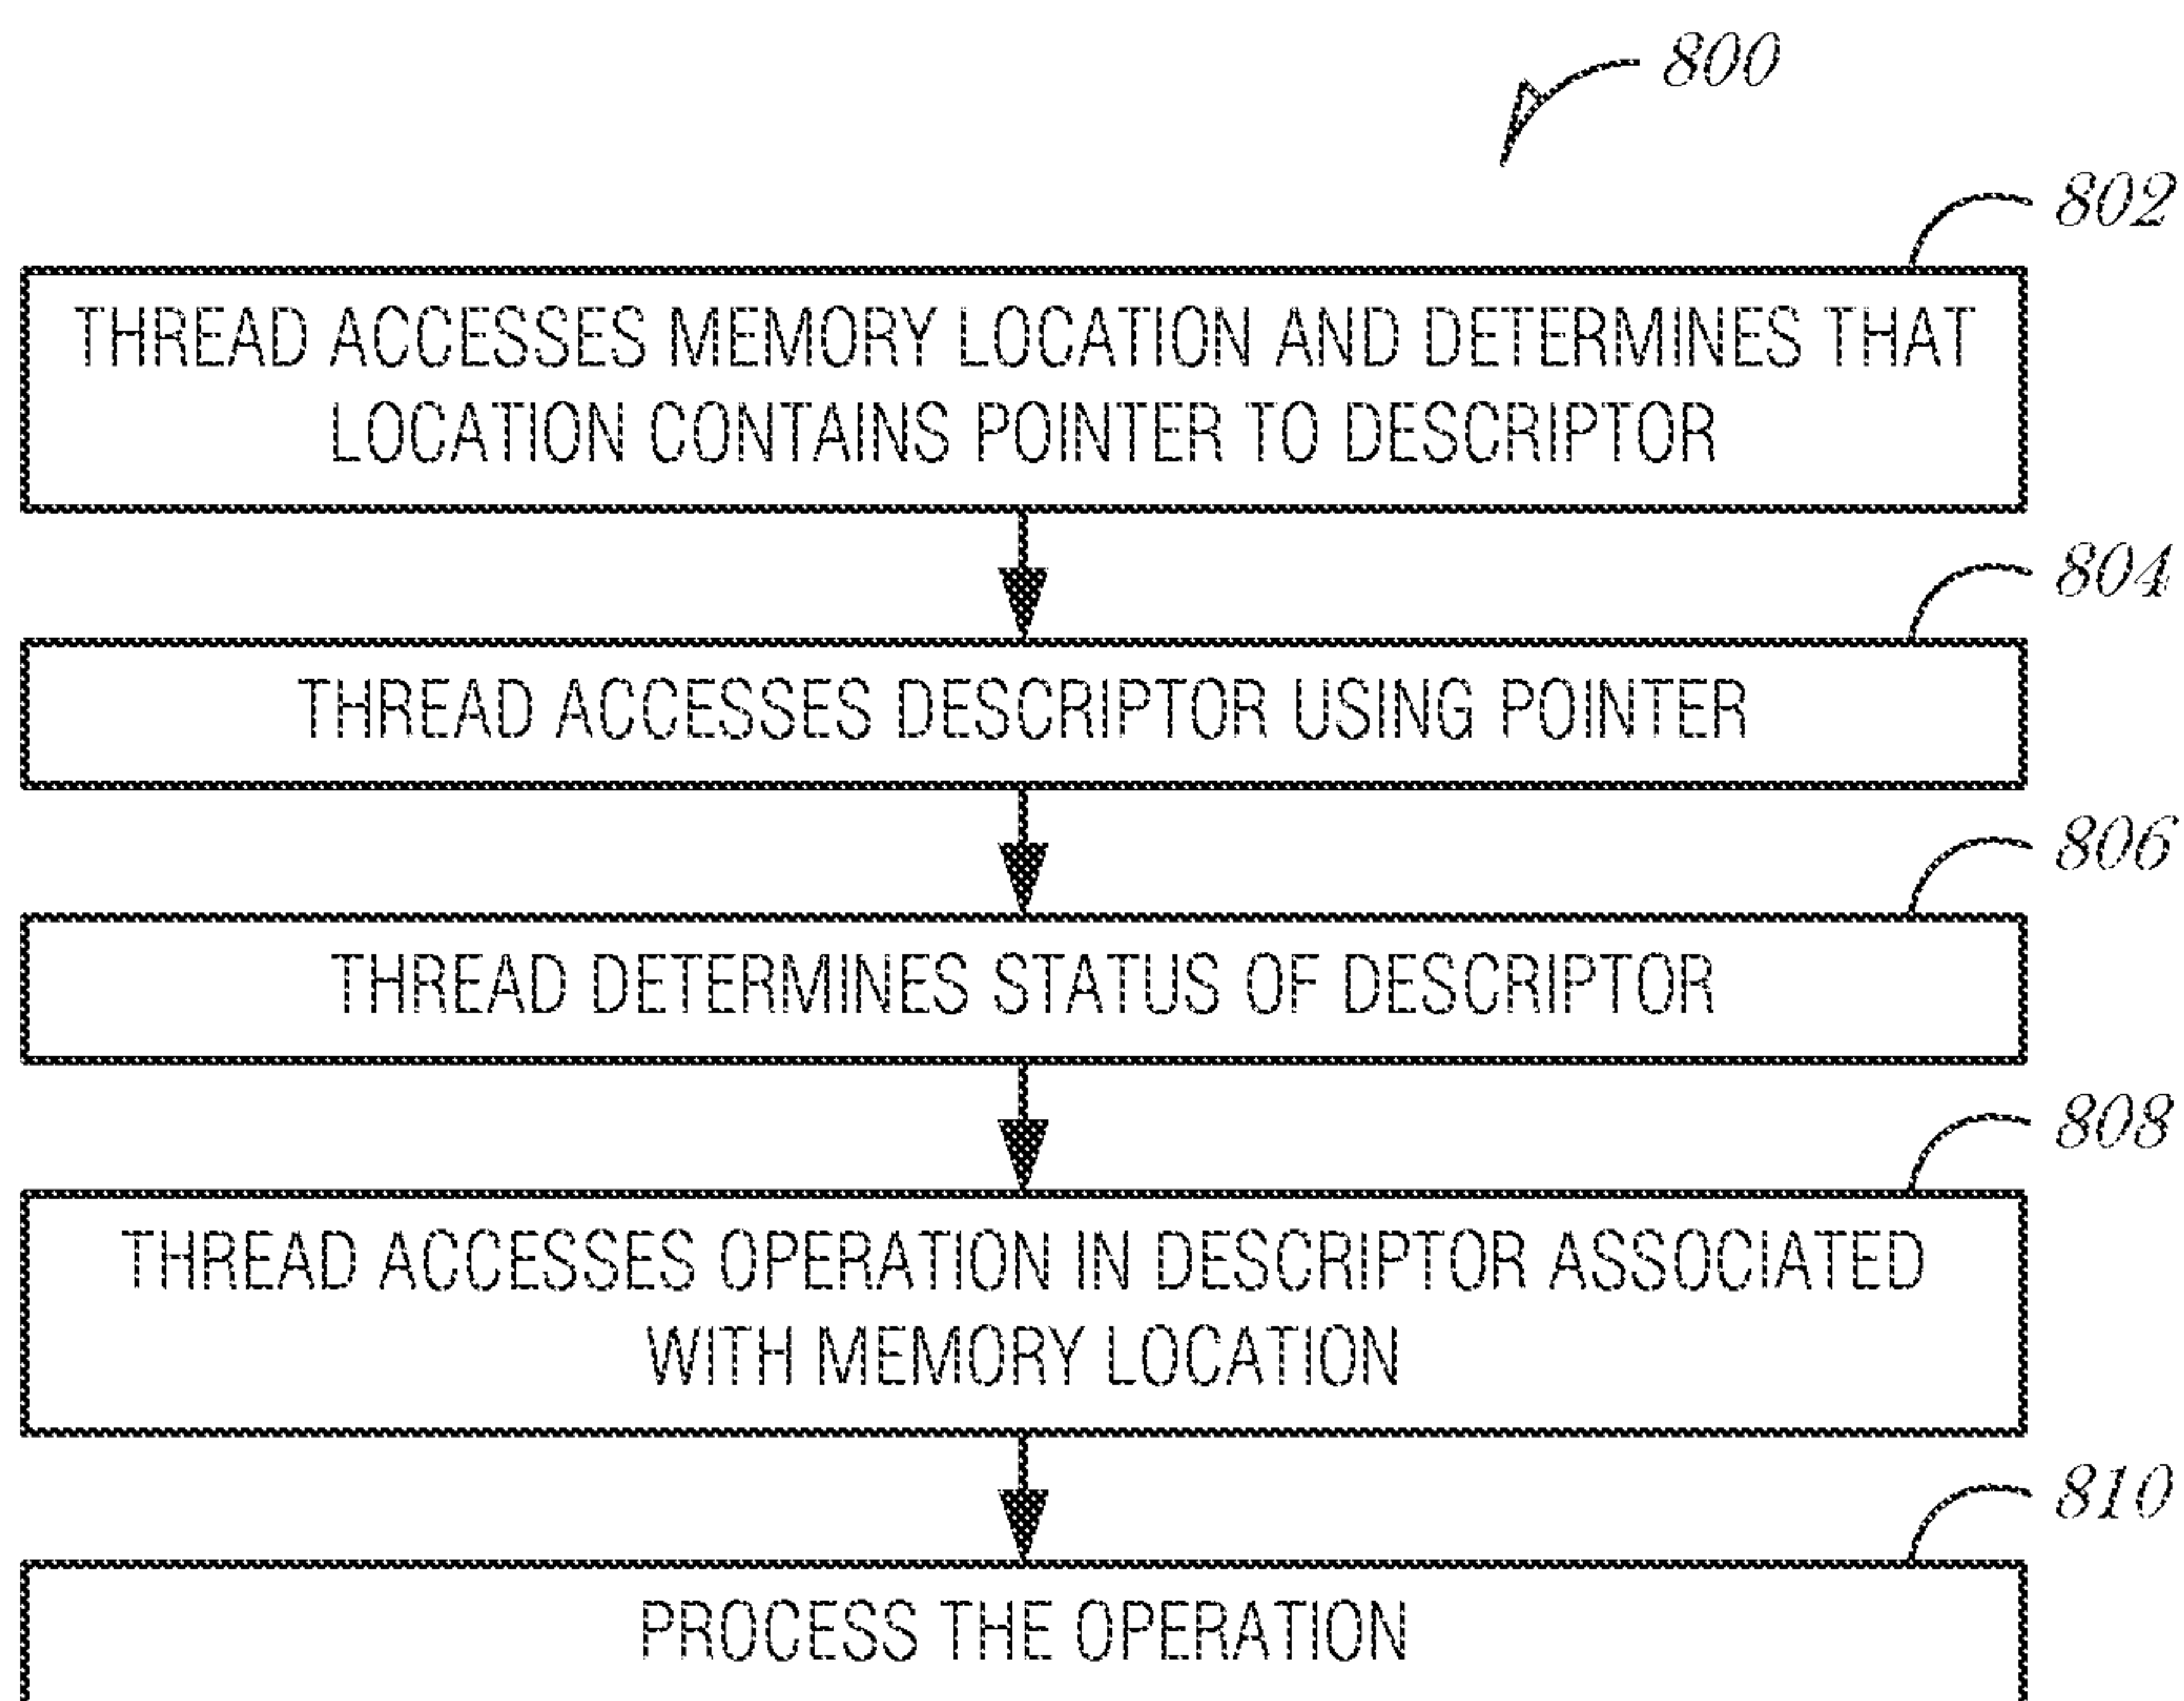 800
802
THREAD ACCESSES MEMORY LOCATION AND DETERMINES THAT
LOCATION CONTAINS POINTER TO DESCRIPTOR
804
THREAD ACCESSES DESCRIPTOR USING POINTER
806
THREAD DETERMINES STATUS OF DESCRIPTOR
808
THREAD ACCESSES OPERATION IN DESCRIPTOR ASSOCIATED
WITH MEMORY LOCATION
810
PROCESS THE OPERATION